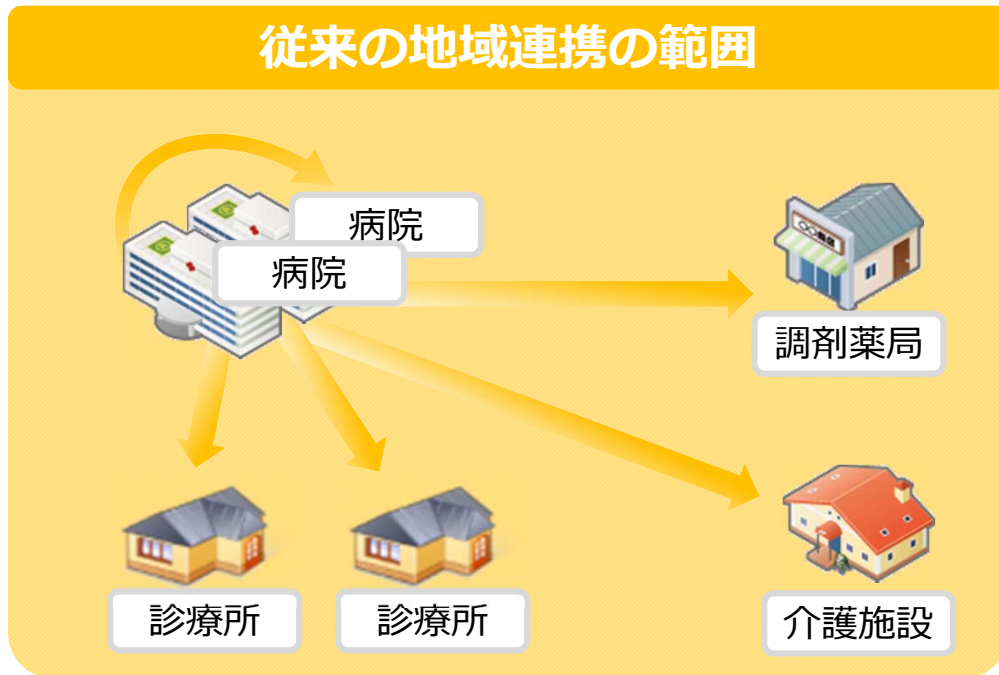 従来の地域連携の範囲
病院
病院
調剤薬局
診療所
診療所
介護施設